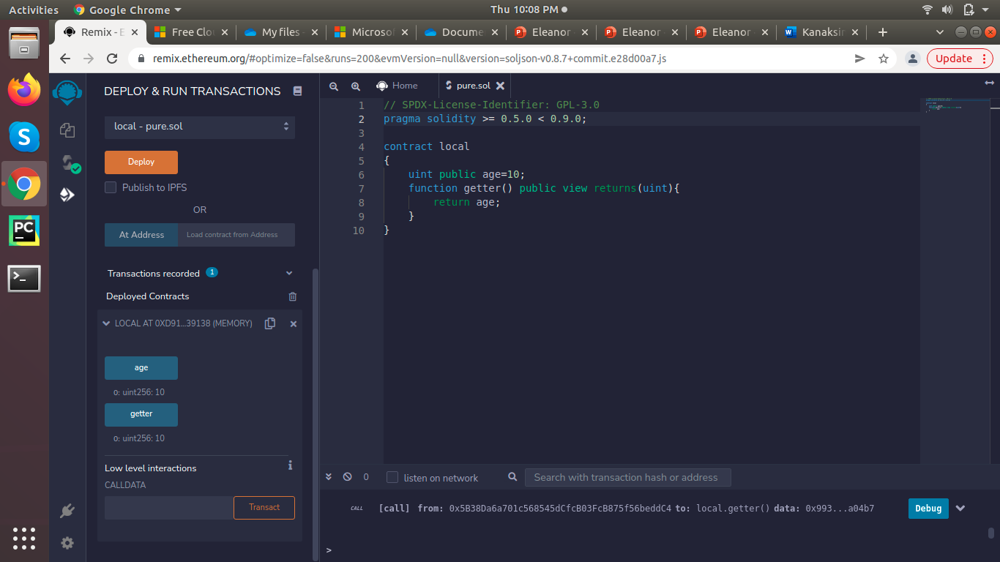 Activities Google Chrome Thu 10:08 PM
Remix - E Free Clou My files - Microsof Docume Eleanor - Eleanor - Eleanor - Kanaksin
remix.ethereum.org/#optimize=false&runs=200&evmVersion=null&version=soljson-v0.8.7+commit.e28d00a7.js Update
DEPLOY & RUN TRANSACTIONS
local - pure.sol
Deploy
Publish to IPFS
OR
At Address Load contract from Address
Transactions recorded 1
Deployed Contracts
LOCAL AT 0XD91...39138 (MEMORY)
age
0: uint256: 10
getter
0: uint256: 10
Low level interactions
CALLDATA
Transact
Home pure.sol
1 // SPDX-License-Identifier: GPL-3.0
2 pragma solidity >= 0.5.0 < 0.9.0;
3
4 contract local
5 {
6 uint public age=10;
7 function getter() public view returns(uint){
8 return age;
9 }
10 }
0 listen on network Search with transaction hash or address
CALL [call] from: 0x5B38Da6a701c568545dCfcB03FcB875f56beddC4 to: local.getter() data: 0x993...a04b7 Debug
>
S
PC
>_